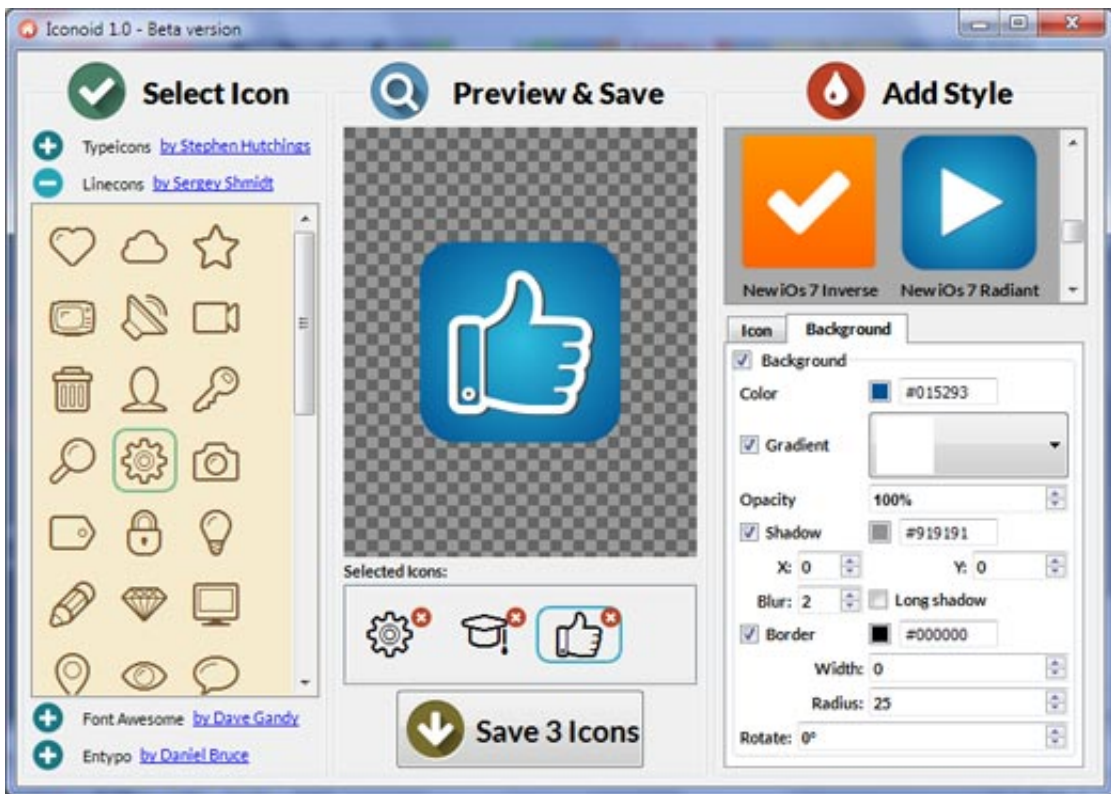 Iconoid 1.0 - Beta version
Select Icon
Typeicons by Stephen Hutchings
Linecons by Sergey Shmidt
Font Awesome by Dave Gandy
Entypo by Daniel Bruce
Preview & Save
Selected Icons:
Save 3 Icons
Add Style
New iOs 7 Inverse New iOs 7 Radiant
Icon Background
Background
Color #015293
Gradient
Opacity 100%
Shadow #919191
X: 0 Y: 0
Blur: 2 Long shadow
Border #000000
Width: 0
Radius: 25
Rotate: 0°